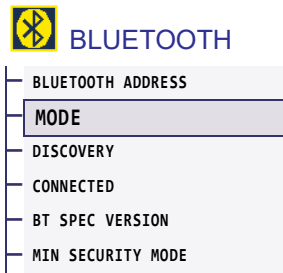 BLUETOOTH
BLUETOOTH ADDRESS
MODE
DISCOVERY
CONNECTED
BT SPEC VERSION
MIN SECURITY MODE